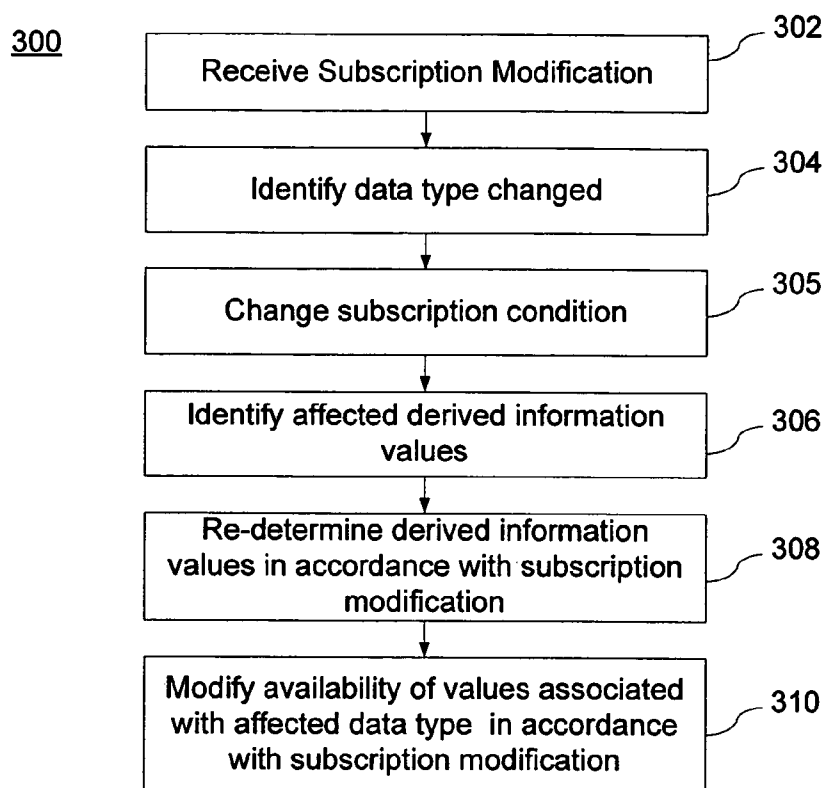 300
302
Receive Subscription Modification
304
Identify data type changed
305
Change subscription condition
306
Identify affected derived information
values
308
Re-determine derived information
values in accordance with subscription
modification
310
Modify availability of values associated
with affected data type in accordance
with subscription modification